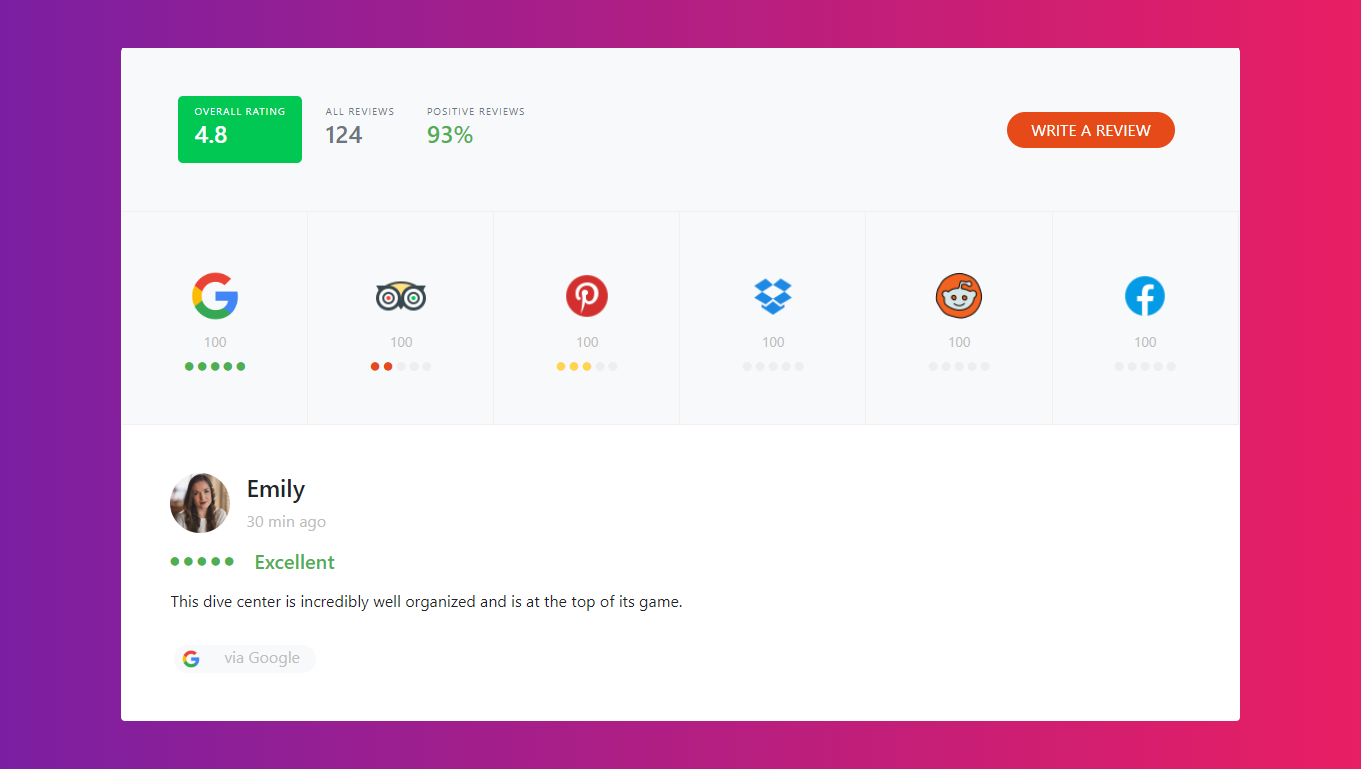 OVERALL RATING
4.8
ALL REVIEWS
124
POSITIVE REVIEWS
93%
WRITE A REVIEW
100
100
100
100
100
100
Emily
30 min ago
Excellent
This dive center is incredibly well organized and is at the top of its game.
via Google